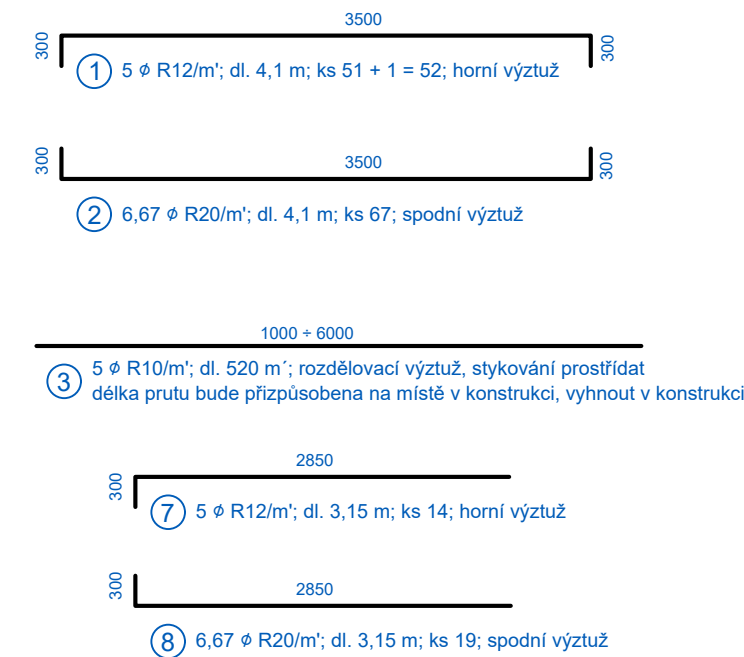 3500
300
300
1 5 ⌀ R12/m'; dl. 4,1 m; ks 51 + 1 = 52; horní výztuž
300
3500
300
2 6,67 ⌀ R20/m'; dl. 4,1 m; ks 67; spodní výztuž
1000 ÷ 6000
3 5 ⌀ R10/m'; dl. 520 m´; rozdělovací výztuž, stykování prostřídat
délka prutu bude přizpůsobena na místě v konstrukci, vyhnout v konstrukci
2850
300
7 5 ⌀ R12/m'; dl. 3,15 m; ks 14; horní výztuž
300
2850
8 6,67 ⌀ R20/m'; dl. 3,15 m; ks 19; spodní výztuž